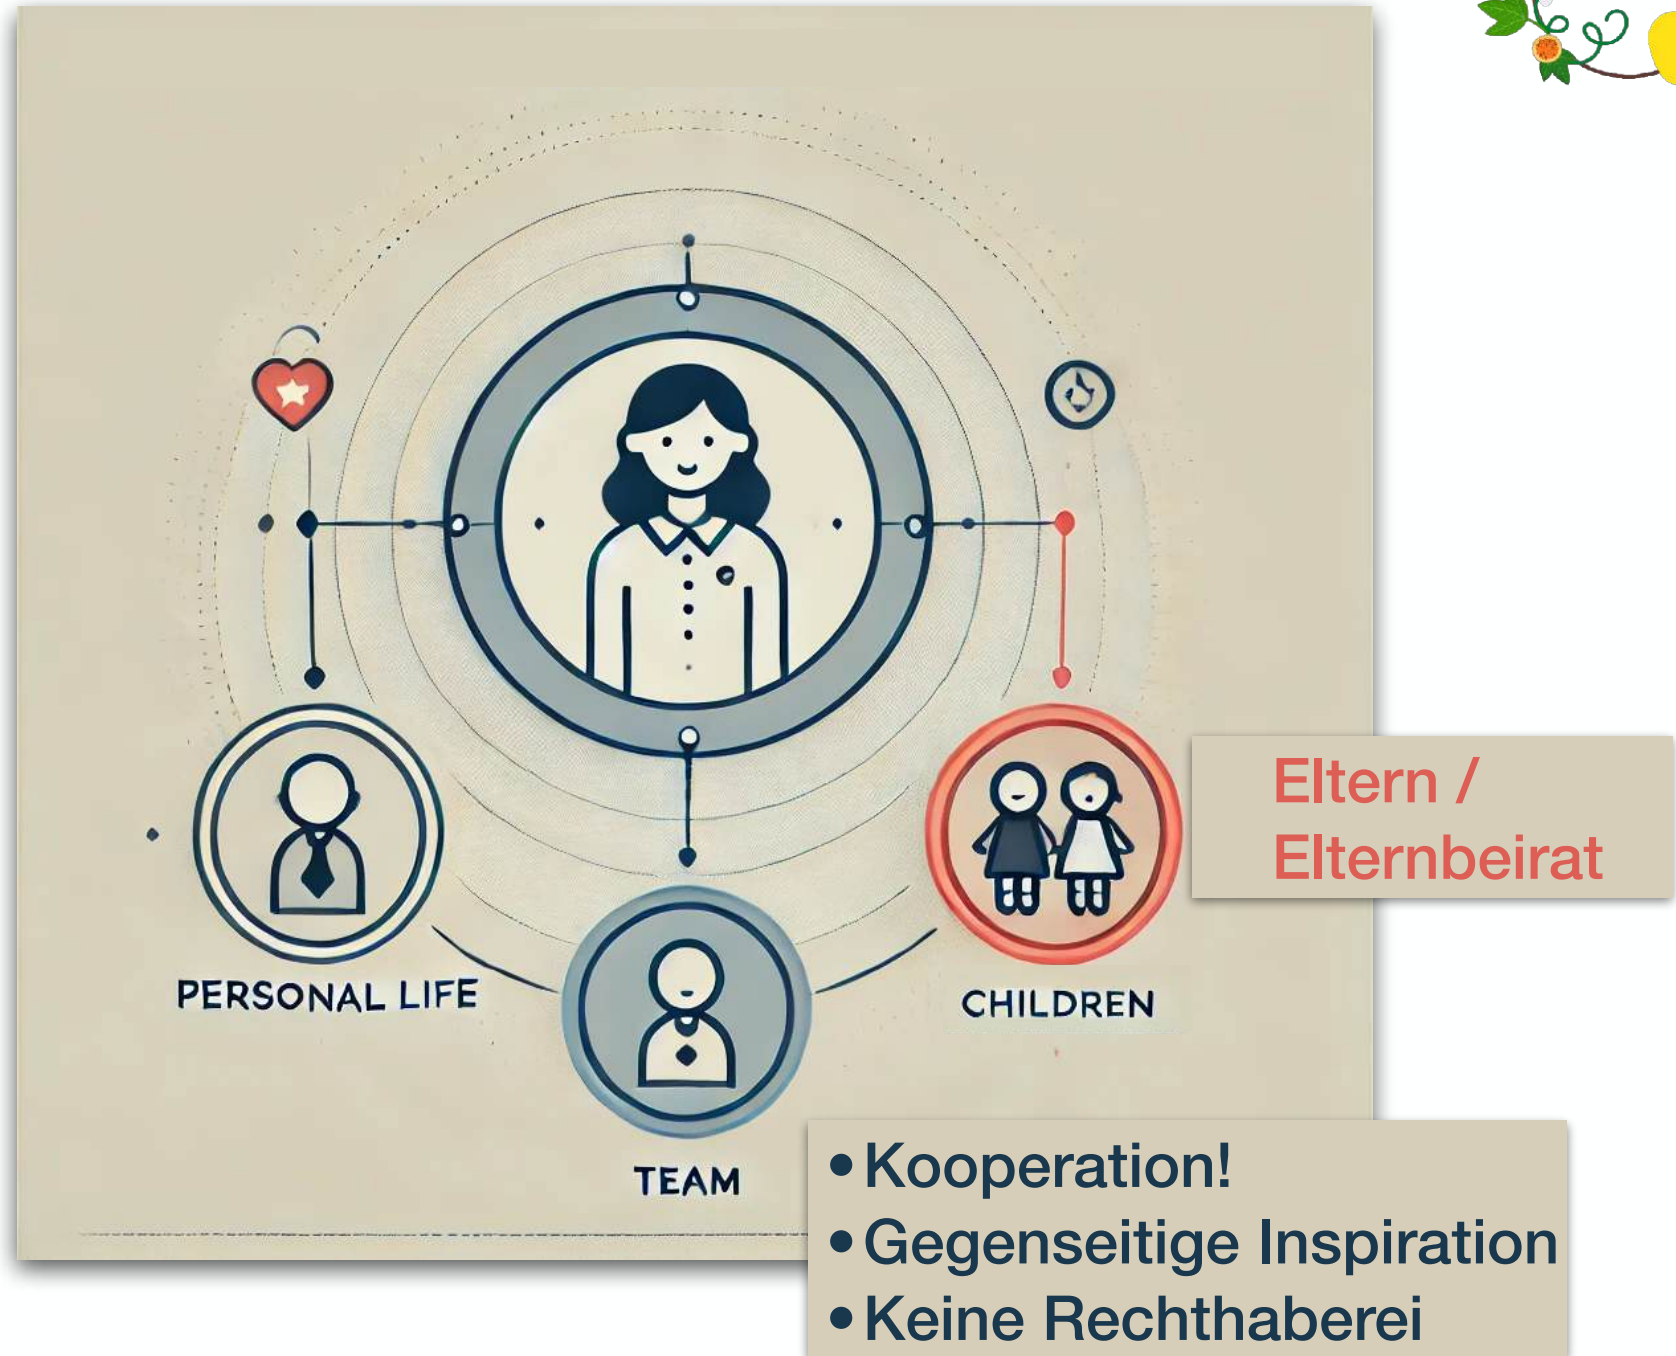 Eltern /
Elternbeirat
PERSONAL LIFE
CHILDREN
TEAM
•Kooperation!
•Gegenseitige Inspiration
•Keine Rechthaberei